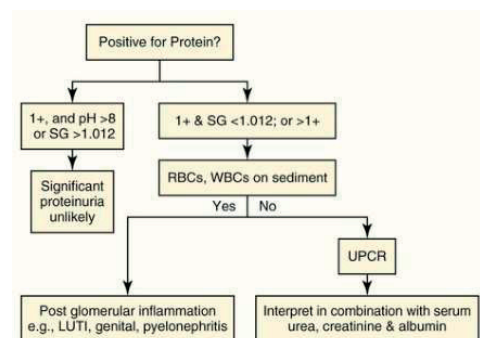 Positive for Protein?
1+, and pH >8
or SG >1.012
1+ & SG <1.012; or >1+
Significant
proteinuria
unlikely
RBCs, WBCs on sediment
Yes
No
UPCR
Post glomerular inflammation
e.g., LUTI, genital, pyelonephritis
Interpret in combination with serum
urea, creatinine & albumin